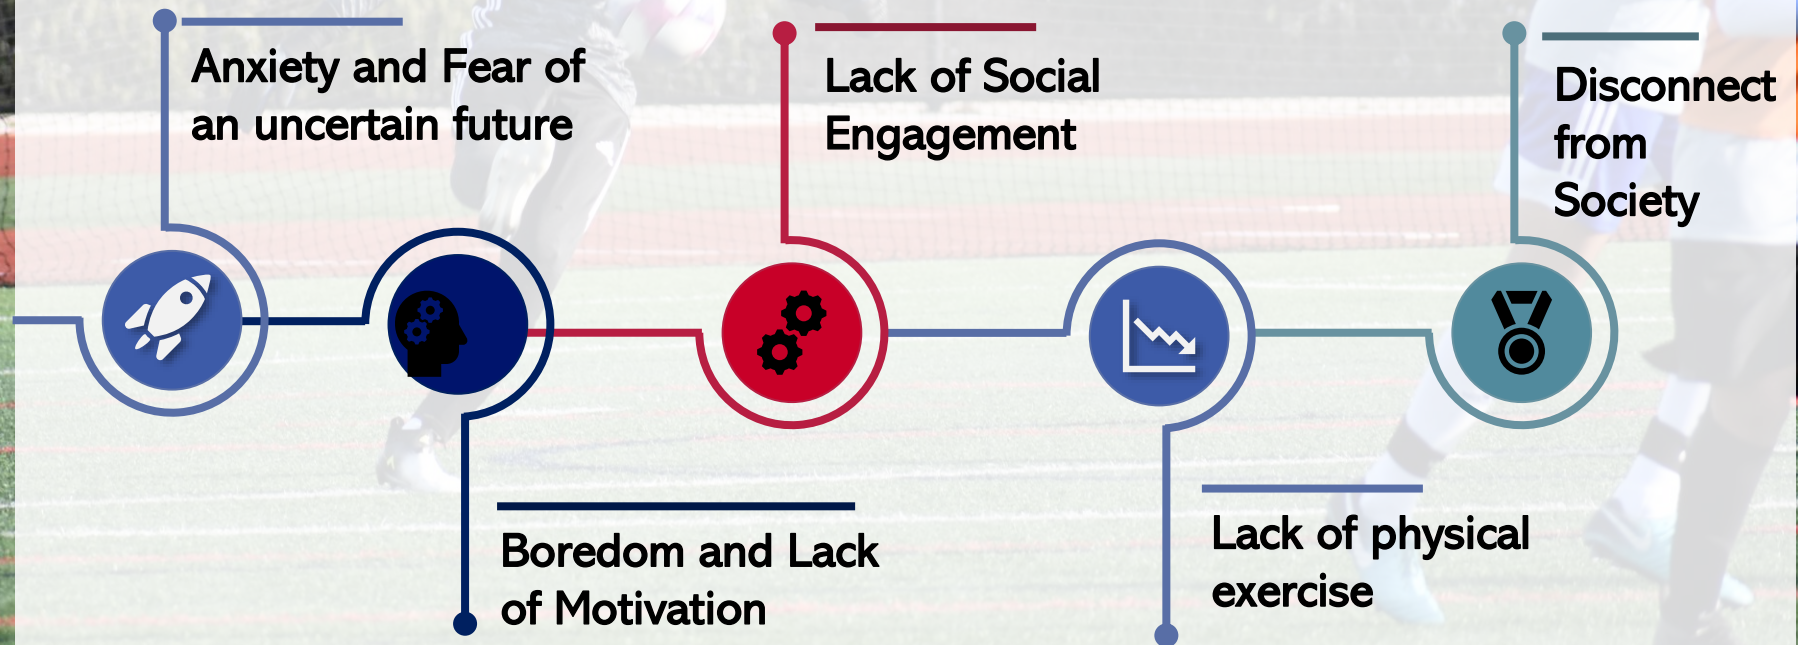 Anxiety and Fear of
an uncertain future
Boredom and Lack
of Motivation
Lack of Social
Engagement
Lack of physical
exercise
Disconnect
from
Society